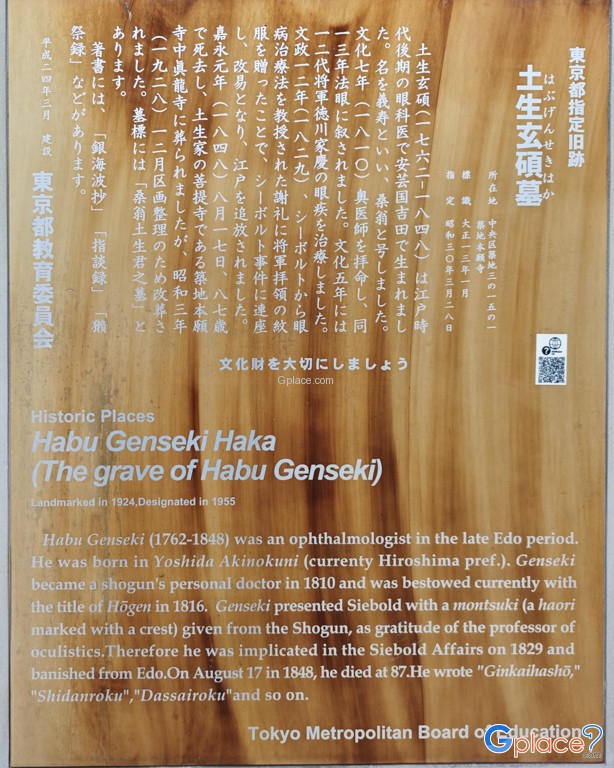 東京都指定旧跡
はぶげんせきはか
土生玄碩墓
所在地 中央区築地三の一五の一
築地本願寺
標識 大正一三年一月
指定 昭和三〇年三月二八日
土生玄碩(一七六二−一八四八)は江戸時
代後期の眼科医で安芸国吉田で生まれまし
た。名を義寿といい、桑翁と号しました。
文化七年(一八一〇)奥医師を拝命し、同
一三年法眼に叙されました。文化五年には
一二代将軍徳川家慶の眼疾を治療しました。
文政一二年(一八二九)、シーボルトから眼
病治療法を教授された謝礼に将軍拝領の紋
服を贈ったことで、シーボルト事件に連座
し、改易となり、江戸を追放されました。
嘉永元年(一八四八)八月一七日、八七歳
で死去し、土生家の菩提寺である築地本願
寺中眞龍寺に葬られましたが、昭和三年
(一九二八)一二月区画整理のため改葬さ
れました。墓標には「桑翁土生君之墓」と
あります。
著書には、「銀海波抄」「指談録」「獺
祭録」などがあります。
平成二四年三月 建設
東京都教育委員会
文化財を大切にしましょう
Gplace.com
Historic Places
Habu Genseki Haka
(The grave of Habu Genseki)
Landmarked in 1924,Designated in 1955
Habu Genseki (1762-1848) was an ophthalmologist in the late Edo period.
He was born in Yoshida Akinokuni (currenty Hiroshima pref.). Genseki
became a shogun's personal doctor in 1810 and was bestowed currently with
the title of Hōgen in 1816. Genseki presented Siebold with a montsuki (a haori
marked with a crest) given from the Shogun, as gratitude of the professor of
oculistics.Therefore he was implicated in the Siebold Affairs on 1829 and
banished from Edo.On August 17 in 1848, he died at 87.He wrote "Ginkaihashō,"
"Shidanroku","Dassairoku"and so on.
Tokyo Metropolitan Board of Education
Gplace
.com